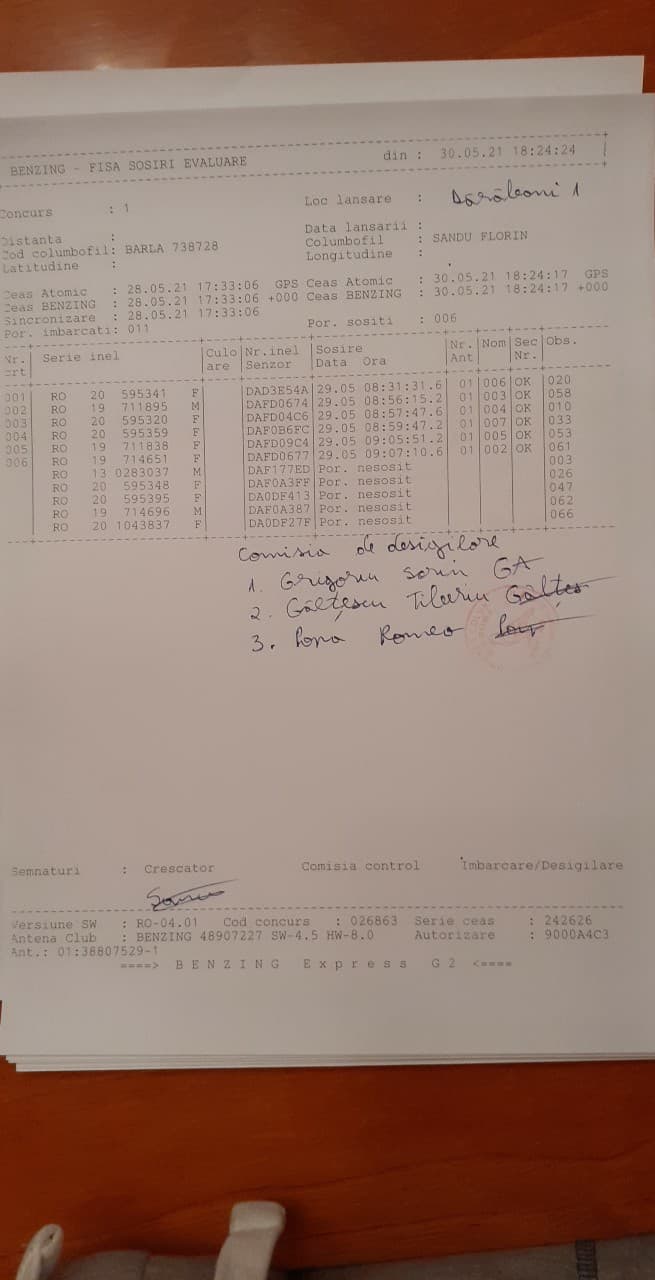 BENZING - FISA SOSIRI EVALUARE din : 30.05.21 18:24:24
Concurs : 1 Loc lansare :
Distanta : Data lansarii :
Cod columbofil: BARLA 738728 Columbofil : SANDU FLORIN
Latitudine : Longitudine :
Ceas Atomic : 28.05.21 17:33:06 GPS Ceas Atomic : 30.05.21 18:24:17 GPS
Ceas BENZING : 28.05.21 17:33:06 +000 Ceas BENZING : 30.05.21 18:24:17 +000
Sincronizare : 28.05.21 17:33:06
Por. imbarcati: 011 Por. sositi : 006
Nr. Serie inel Culo Nr.inel Sosire Nr. Nom Sec Obs.
crt are Senzor Data Ora Ant Nr.
001 RO 20 595341 F DAD3E54A 29.05 08:31:31.6 01 006 OK 020
002 RO 19 711895 M DAFD0674 29.05 08:56:15.2 01 003 OK 058
003 RO 20 595320 F DAFD04C6 29.05 08:57:47.6 01 004 OK 010
004 RO 20 595359 F DAF0B6FC 29.05 08:59:47.2 01 007 OK 033
005 RO 19 711838 F DAFD09C4 29.05 09:05:51.2 01 005 OK 053
006 RO 19 714651 F DAFD0677 29.05 09:07:10.6 01 002 OK 061
RO 13 0283037 M DAF177ED Por. nesosit 003
RO 20 595348 F DAF0A3FF Por. nesosit 026
RO 20 595395 F DA0DF413 Por. nesosit 047
RO 19 714696 M DAF0A387 Por. nesosit 062
RO 20 1043837 F DA0DF27F Por. nesosit 066
Comisia de desigilare
1. Grigoriu Sorin GA
2. Gâltescu Tiberiu
3. Popa Romeo
Semnaturi : Crescator Comisia control Imbarcare/Desigilare
Versiune SW : RO-04.01 Cod concurs : 026863 Serie ceas : 242626
Antena Club : BENZING 48907227 SW-4.5 HW-8.0 Autorizare : 9000A4C3
Ant.: 01:38807529-1
====> B E N Z I N G E x p r e s s G 2 <====